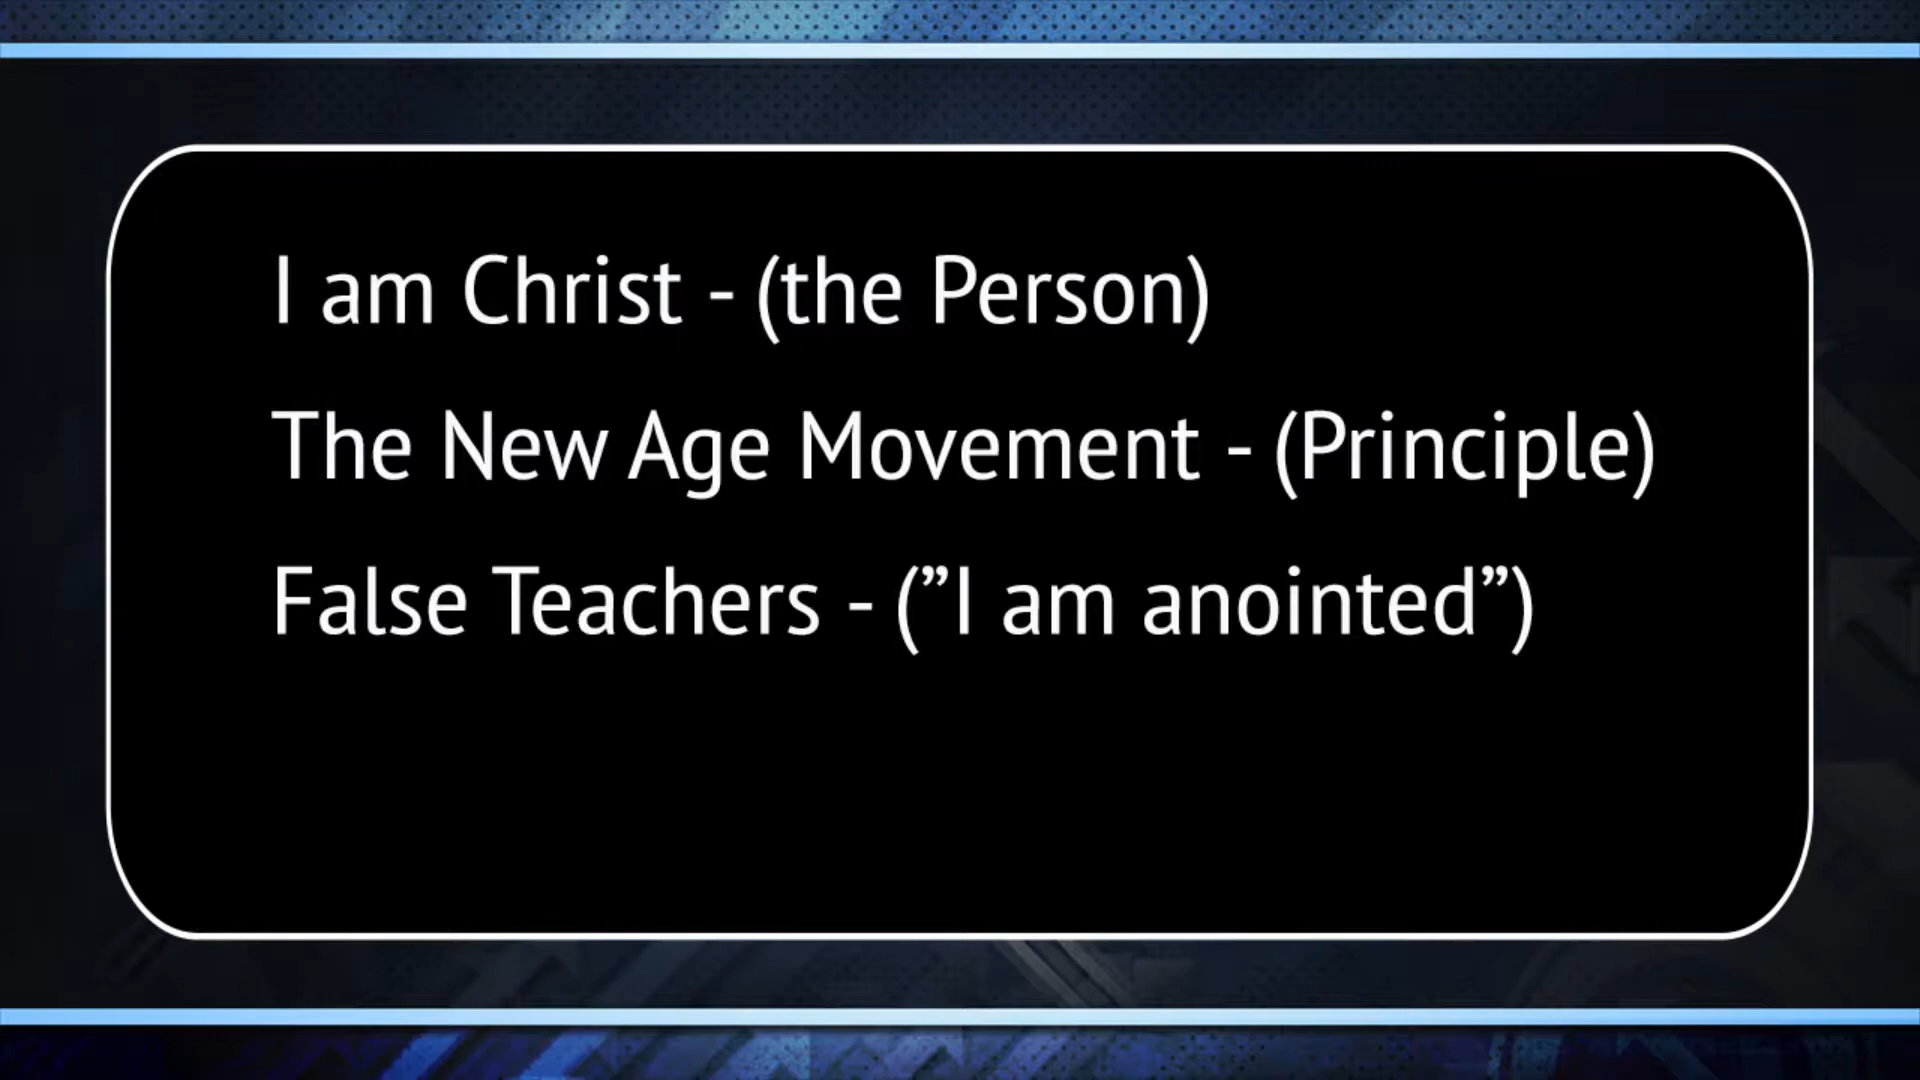 I am Christ - (the Person)
The New Age Movement - (Principle)
False Teachers - (”I am anointed”)